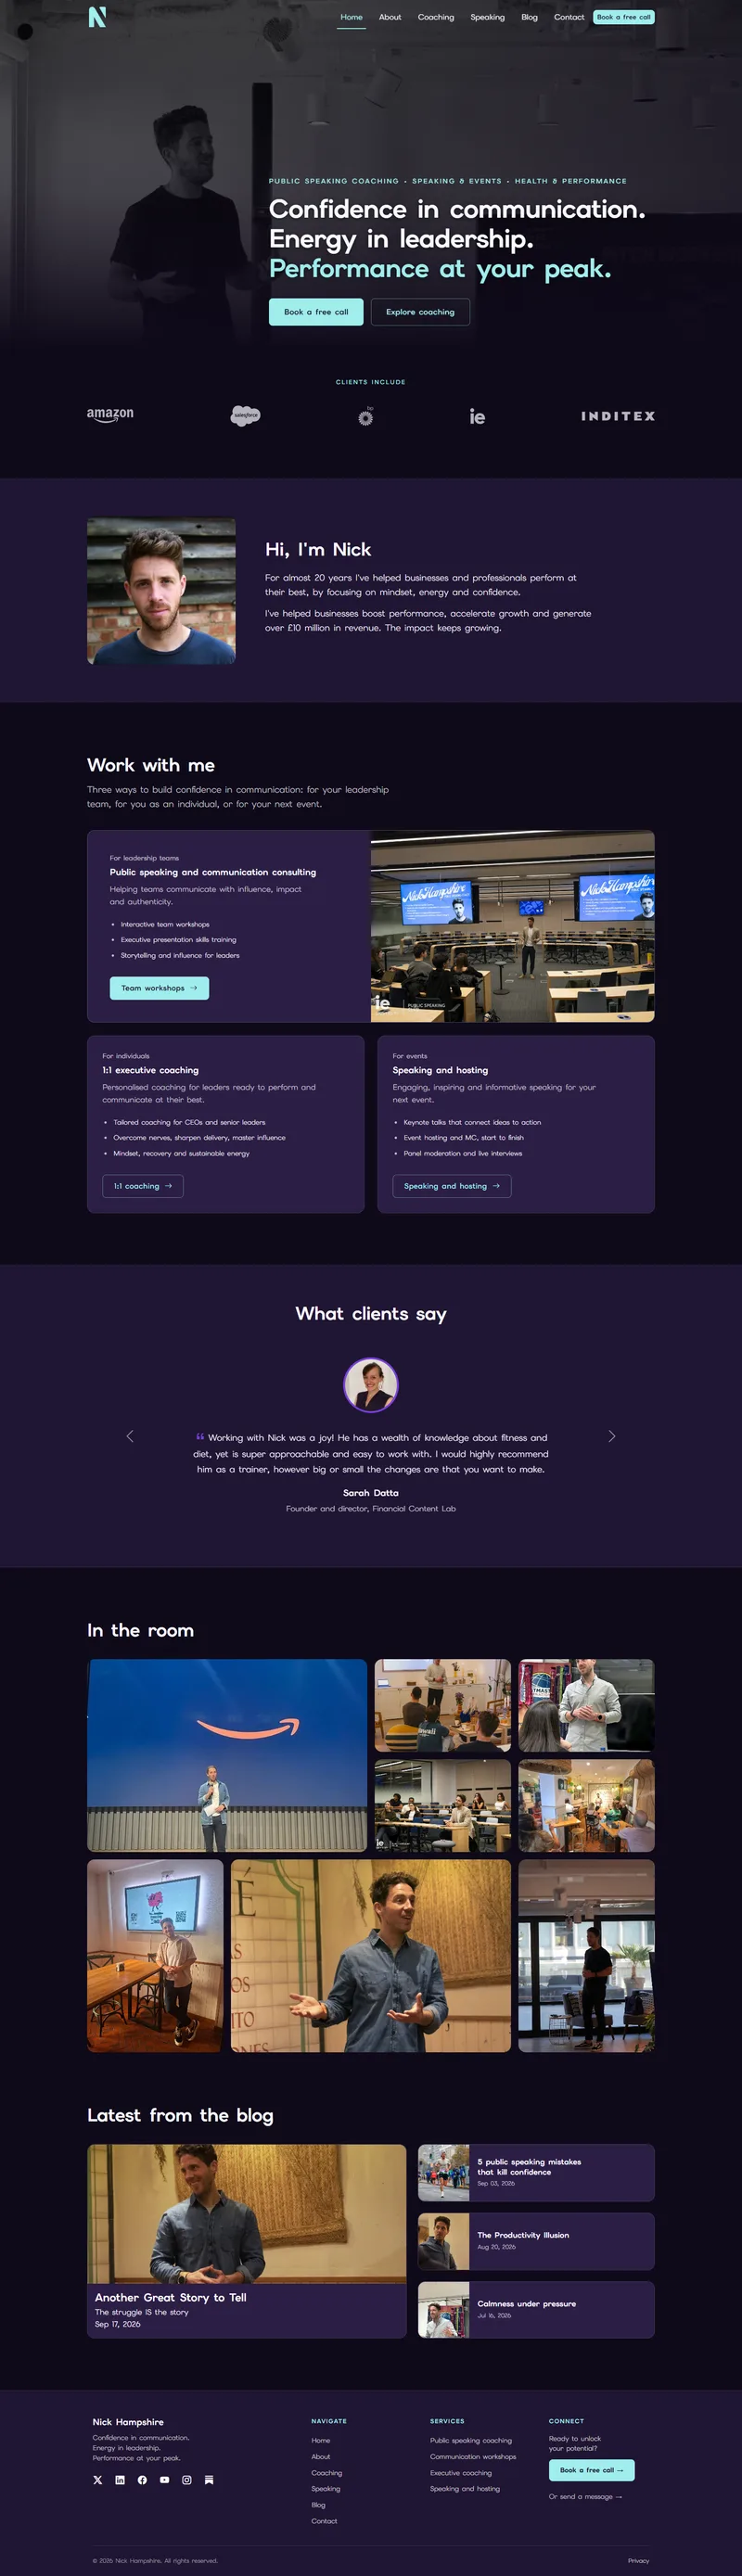 N
Home About Coaching Speaking Blog Contact Book a free call
PUBLIC SPEAKING COACHING • SPEAKING & EVENTS • HEALTH & PERFORMANCE
Confidence in communication.
Energy in leadership.
Performance at your peak.
Book a free call Explore coaching
CLIENTS INCLUDE
amazon salesforce bp ie INDITEX
Hi, I'm Nick
For almost 20 years I've helped businesses and professionals perform at
their best, by focusing on mindset, energy and confidence.
I've helped businesses boost performance, accelerate growth and generate
over £10 million in revenue. The impact keeps growing.
Work with me
Three ways to build confidence in communication: for your leadership
team, for you as an individual, or for your next event.
For leadership teams
Public speaking and communication consulting
Helping teams communicate with influence, impact
and authenticity.
• Interactive team workshops
• Executive presentation skills training
• Storytelling and influence for leaders
Team workshops →
Nick Hampshire
Nick Hampshire
ie PUBLIC SPEAKING
For individuals
1:1 executive coaching
Personalised coaching for leaders ready to perform and
communicate at their best.
• Tailored coaching for CEOs and senior leaders
• Overcome nerves, sharpen delivery, master influence
• Mindset, recovery and sustainable energy
1:1 coaching →
For events
Speaking and hosting
Engaging, inspiring and informative speaking for your
next event.
• Keynote talks that connect ideas to action
• Event hosting and MC, start to finish
• Panel moderation and live interviews
Speaking and hosting →
What clients say
“ Working with Nick was a joy! He has a wealth of knowledge about fitness and
diet, yet is super approachable and easy to work with. I would highly recommend
him as a trainer, however big or small the changes are that you want to make.
Sarah Datta
Founder and director, Financial Content Lab
In the room
ie
Latest from the blog
Another Great Story to Tell
The struggle IS the story
Sep 17, 2026
5 public speaking mistakes
that kill confidence
Sep 03, 2026
The Productivity Illusion
Aug 20, 2026
Calmness under pressure
Jul 16, 2026
Nick Hampshire
Confidence in communication.
Energy in leadership.
Performance at your peak.
NAVIGATE
Home
About
Coaching
Speaking
Blog
Contact
SERVICES
Public speaking coaching
Communication workshops
Executive coaching
Speaking and hosting
CONNECT
Ready to unlock
your potential?
Book a free call →
Or send a message →
© 2026 Nick Hampshire. All rights reserved.
Privacy